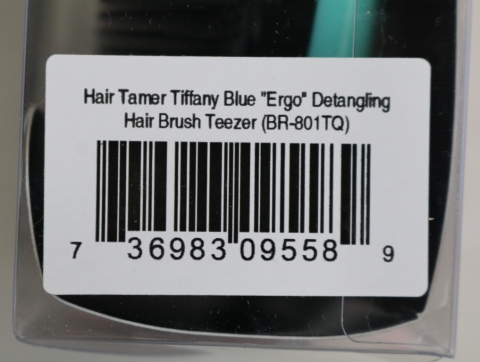 Hair Tamer Tiffany Blue "Ergo" Detangling
Hair Brush Teezer (BR-801TQ)
7 36983 09558 9